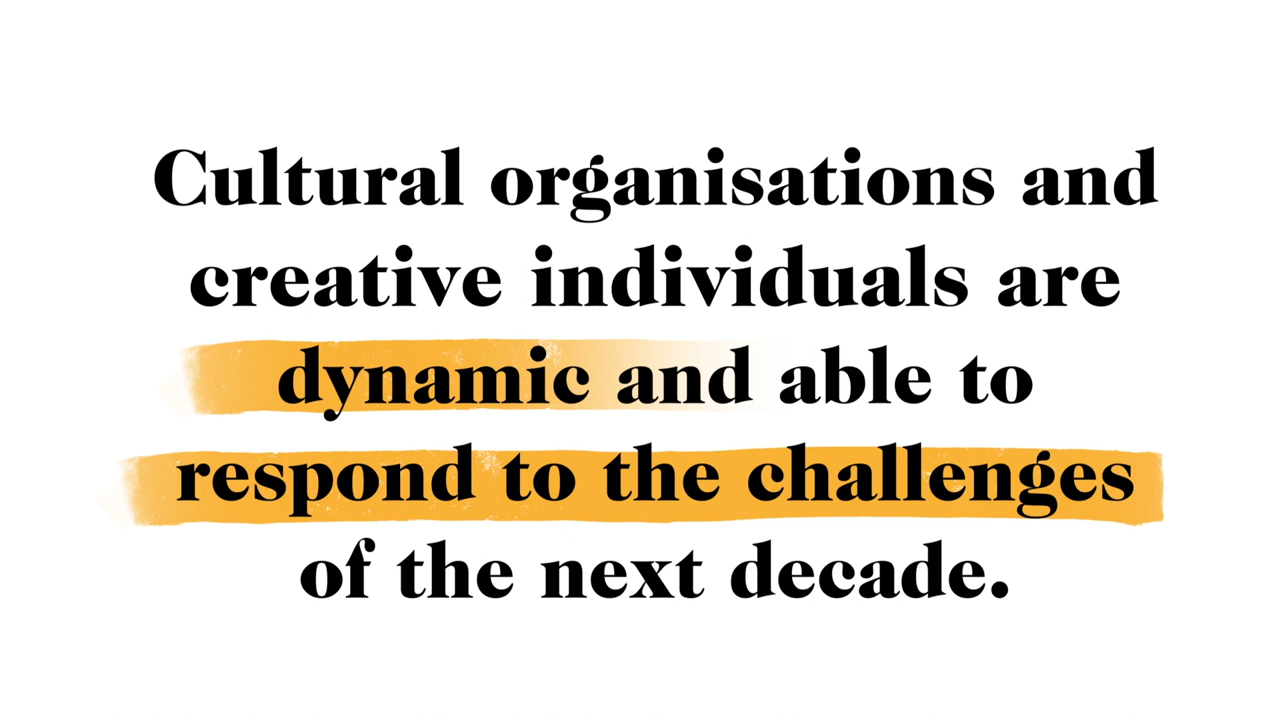 Cultural organisations and
creative individuals are
dynamic and able to
respond to the challenges
of the next decade.